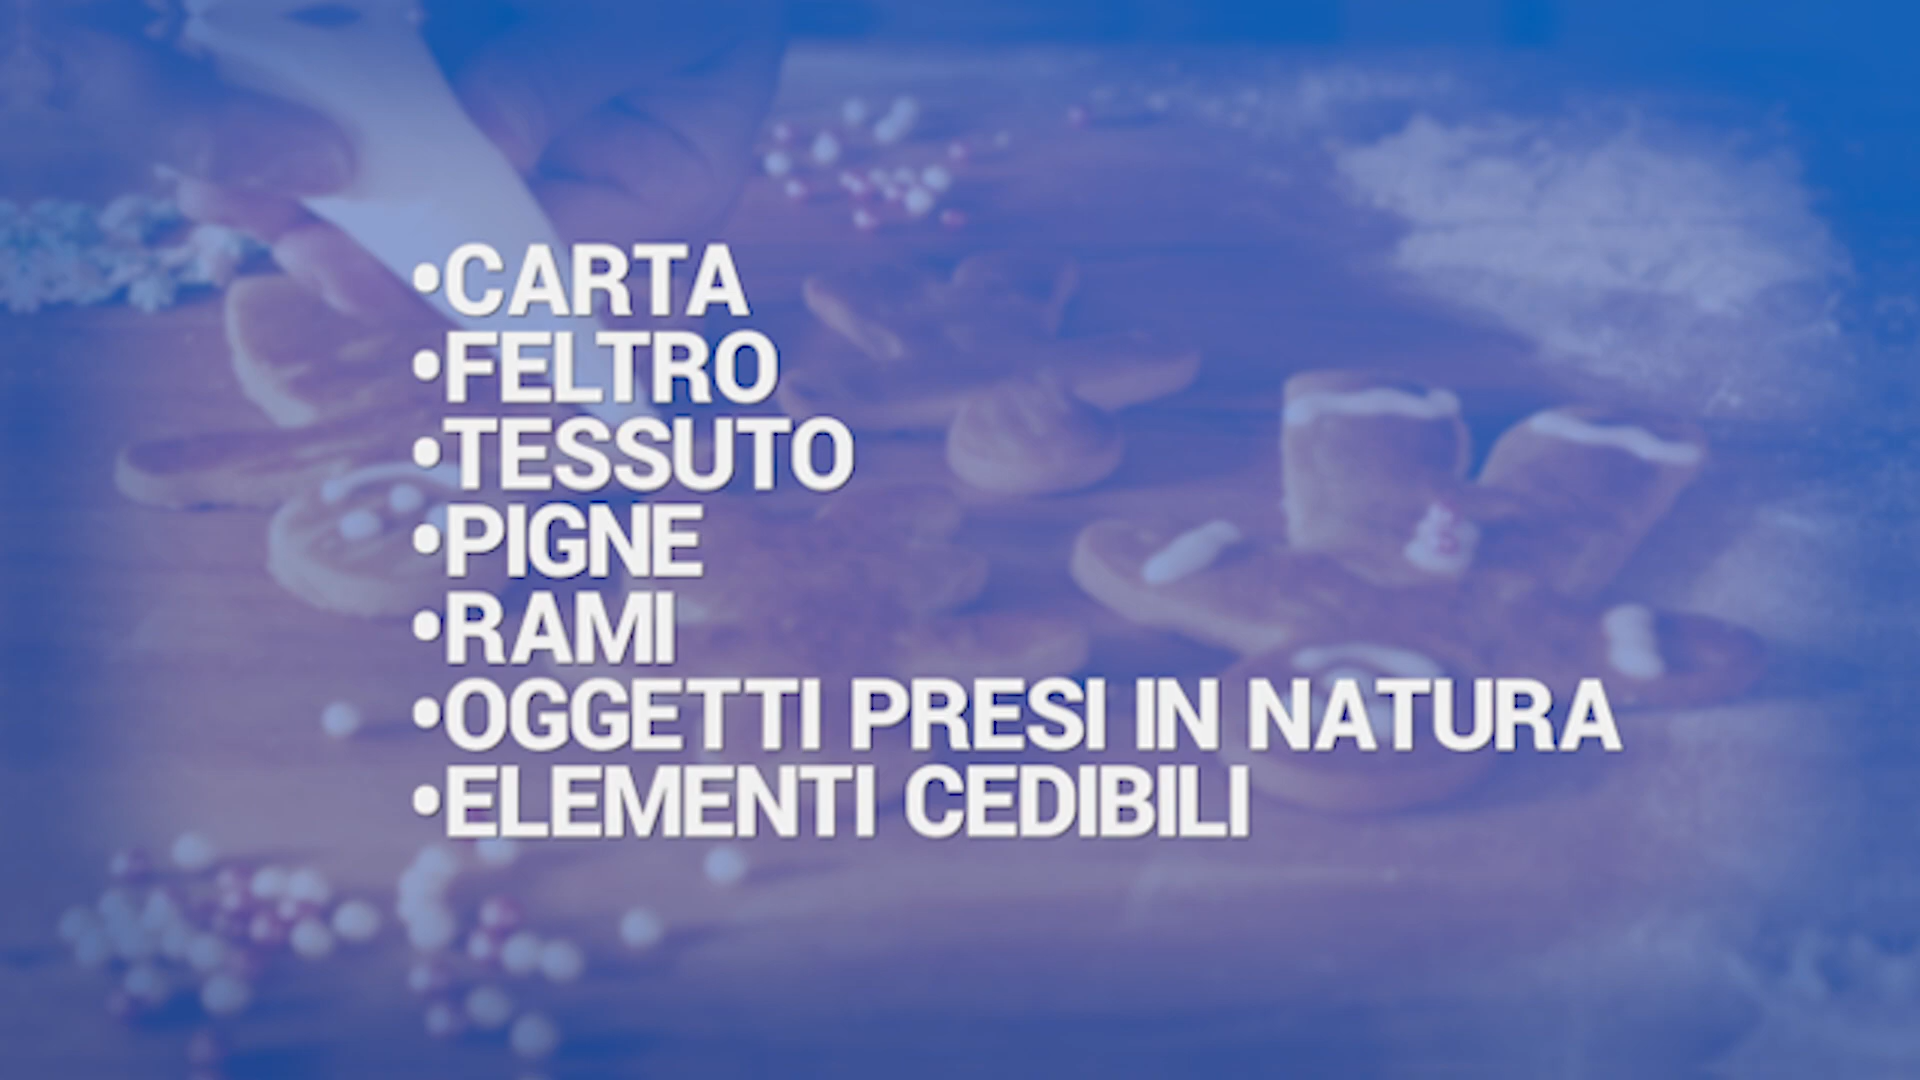 •CARTA
•FELTRO
•TESSUTO
•PIGNE
•RAMI
•OGGETTI PRESI IN NATURA
•ELEMENTI CEDIBILI